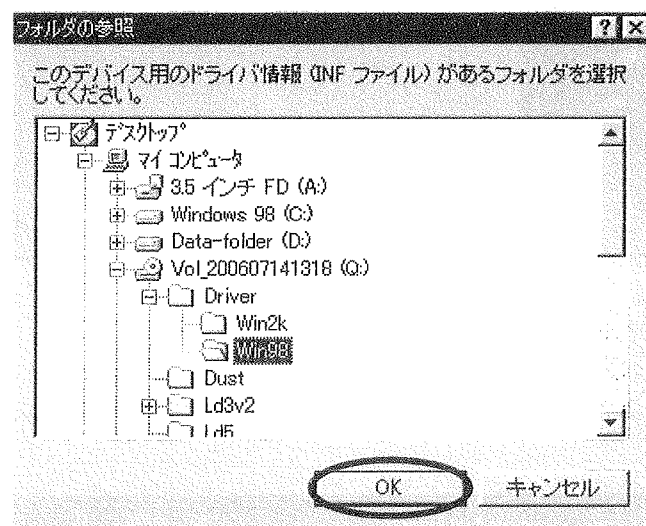 フォルダの参照
このデバイス用のドライバ情報 (INF ファイル) があるフォルダを選択
してください。
デスクトップ
マイ コンピュータ
3.5 インチ FD (A:)
Windows 98 (C:)
Data-folder (D:)
Vol_200607141318 (Q:)
Driver
Win2k
Win98
Dust
Ld3v2
Ld5
OK
キャンセル